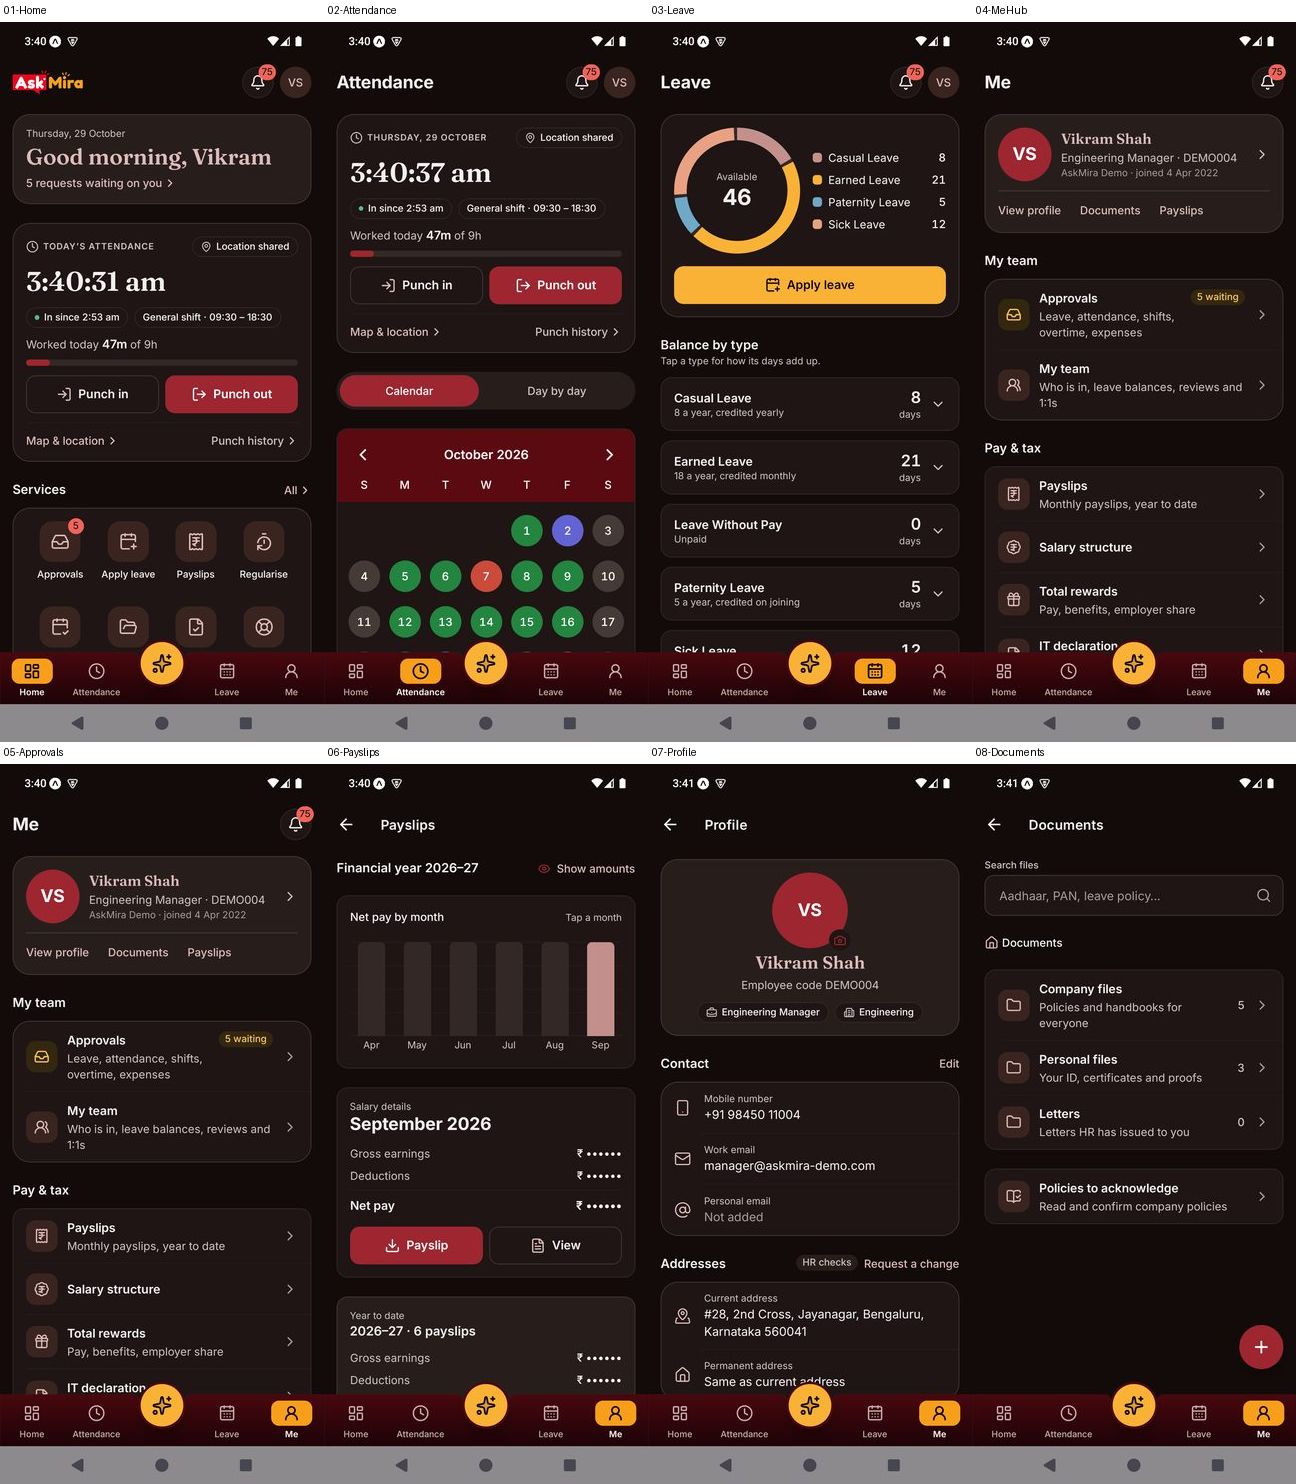 01-Home
3:40
Ask Mira
75
VS
Thursday, 29 October
Good morning, Vikram
5 requests waiting on you
TODAY'S ATTENDANCE
Location shared
3:40:31 am
In since 2:53 am
General shift · 09:30 – 18:30
Worked today 47m of 9h
Punch in
Punch out
Map & location
Punch history
Services
All
5
Approvals
Apply leave
Payslips
Regularise
Home
Attendance
Leave
Me
02-Attendance
3:40
Attendance
75
VS
THURSDAY, 29 OCTOBER
Location shared
3:40:37 am
In since 2:53 am
General shift · 09:30 – 18:30
Worked today 47m of 9h
Punch in
Punch out
Map & location
Punch history
Calendar
Day by day
October 2026
S M T W T F S
1 2 3
4 5 6 7 8 9 10
11 12 13 14 15 16 17
Home
Attendance
Leave
Me
03-Leave
3:40
Leave
75
VS
Available
46
Casual Leave 8
Earned Leave 21
Paternity Leave 5
Sick Leave 12
Apply leave
Balance by type
Tap a type for how its days add up.
Casual Leave
8 a year, credited yearly
8
days
Earned Leave
18 a year, credited monthly
21
days
Leave Without Pay
Unpaid
0
days
Paternity Leave
5 a year, credited on joining
5
days
Sick Leave
12
Home
Attendance
Leave
Me
04-MeHub
3:40
Me
75
VS
Vikram Shah
Engineering Manager · DEMO004
AskMira Demo · joined 4 Apr 2022
View profile
Documents
Payslips
My team
Approvals
5 waiting
Leave, attendance, shifts,
overtime, expenses
My team
Who is in, leave balances, reviews and
1:1s
Pay & tax
Payslips
Monthly payslips, year to date
Salary structure
Total rewards
Pay, benefits, employer share
IT declaration
Home
Attendance
Leave
Me
05-Approvals
3:40
Me
75
VS
Vikram Shah
Engineering Manager · DEMO004
AskMira Demo · joined 4 Apr 2022
View profile
Documents
Payslips
My team
Approvals
5 waiting
Leave, attendance, shifts,
overtime, expenses
My team
Who is in, leave balances, reviews and
1:1s
Pay & tax
Payslips
Monthly payslips, year to date
Salary structure
Total rewards
Pay, benefits, employer share
IT declaration
Home
Attendance
Leave
Me
06-Payslips
3:40
Payslips
Financial year 2026–27
Show amounts
Net pay by month
Tap a month
Apr May Jun Jul Aug Sep
Salary details
September 2026
Gross earnings ₹ ••••••
Deductions ₹ ••••••
Net pay ₹ ••••••
Payslip
View
Year to date
2026–27 · 6 payslips
Gross earnings ₹ ••••••
Deductions ₹ ••••••
Home
Attendance
Leave
Me
07-Profile
3:41
Profile
VS
Vikram Shah
Employee code DEMO004
Engineering Manager
Engineering
Contact
Edit
Mobile number
+91 98450 11004
Work email
manager@askmira-demo.com
Personal email
Not added
Addresses
HR checks
Request a change
Current address
#28, 2nd Cross, Jayanagar, Bengaluru,
Karnataka 560041
Permanent address
Same as current address
Home
Attendance
Leave
Me
08-Documents
3:41
Documents
Search files
Aadhaar, PAN, leave policy...
Documents
Company files
Policies and handbooks for
everyone
5
Personal files
Your ID, certificates and proofs
3
Letters
Letters HR has issued to you
0
Policies to acknowledge
Read and confirm company policies
Home
Attendance
Leave
Me